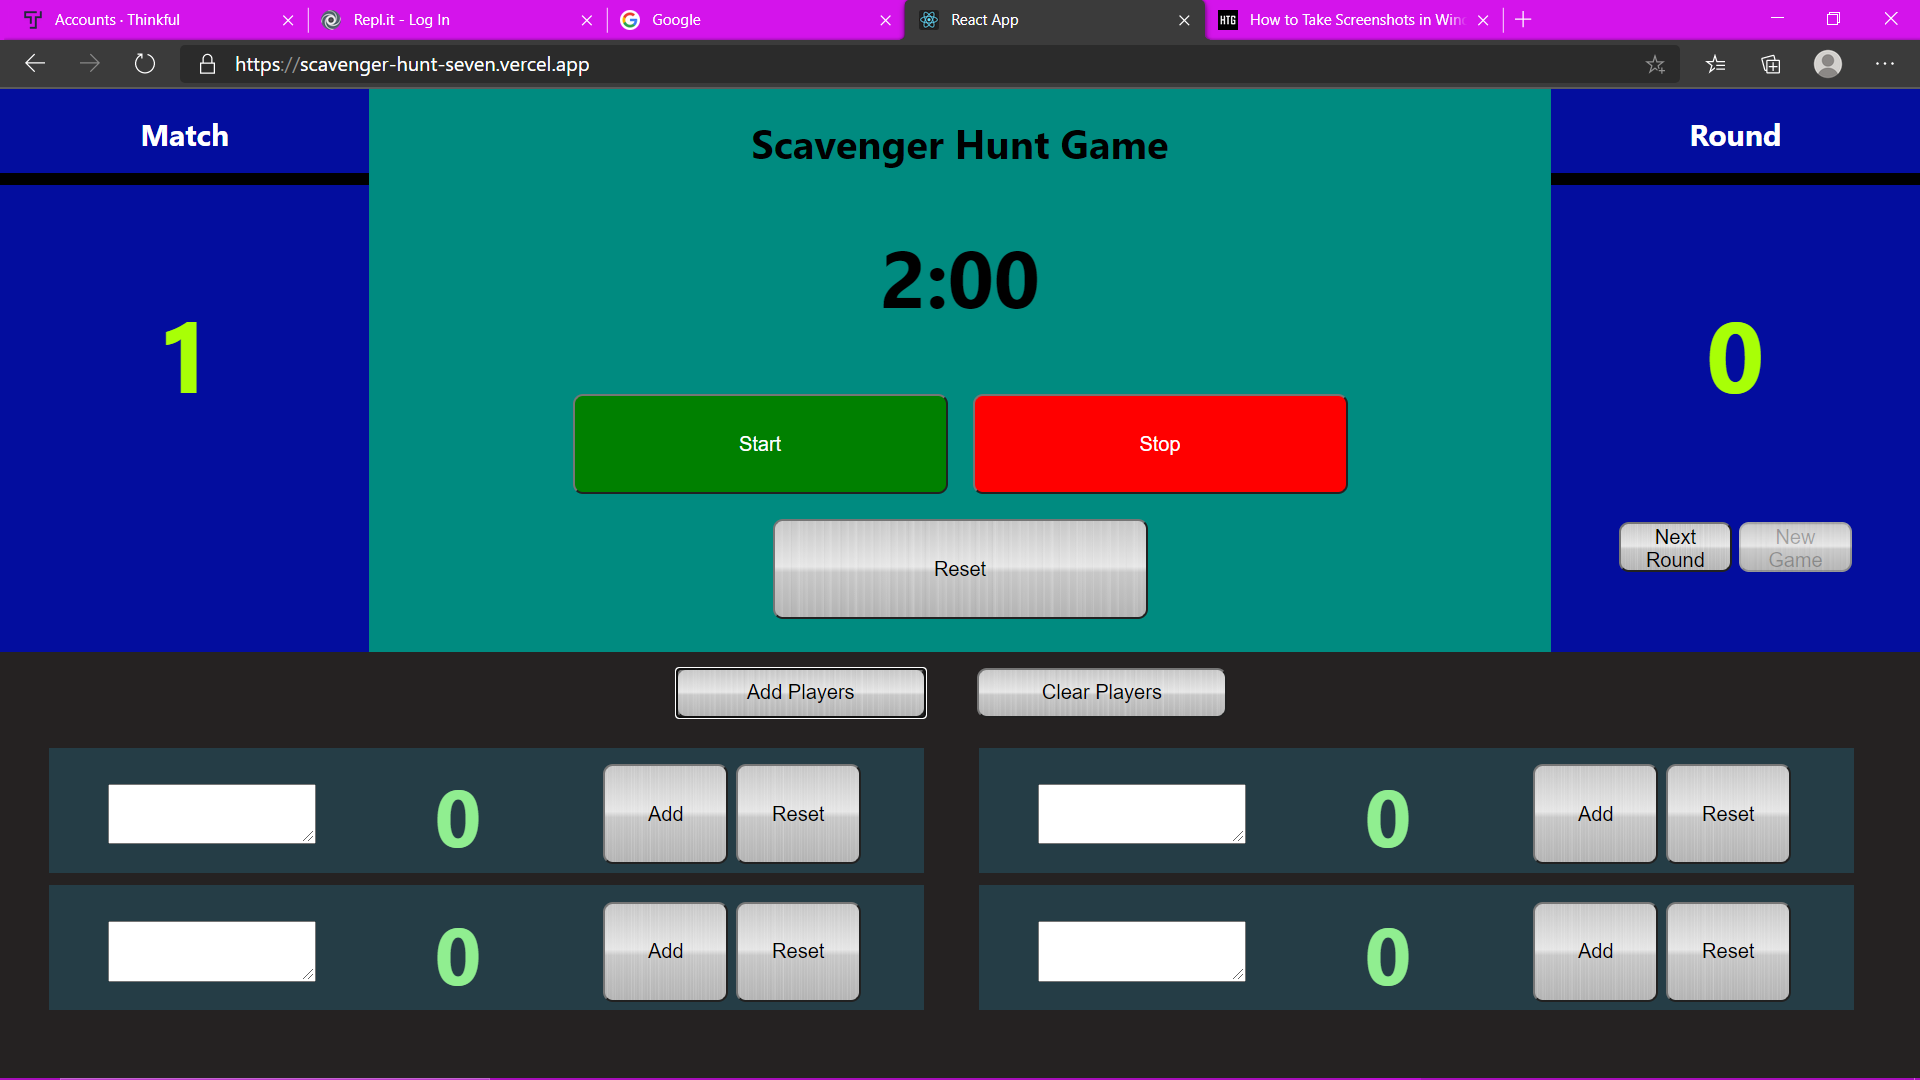 Accounts · Thinkful
Repl.it - Log In
Google
React App
HTG
How to Take Screenshots in Winc
https://scavenger-hunt-seven.vercel.app
Match
Scavenger Hunt Game
Round
2:00
1
0
Start
Stop
Reset
Next
Round
New
Game
Add Players
Clear Players
0
Add
Reset
0
Add
Reset
0
Add
Reset
0
Add
Reset